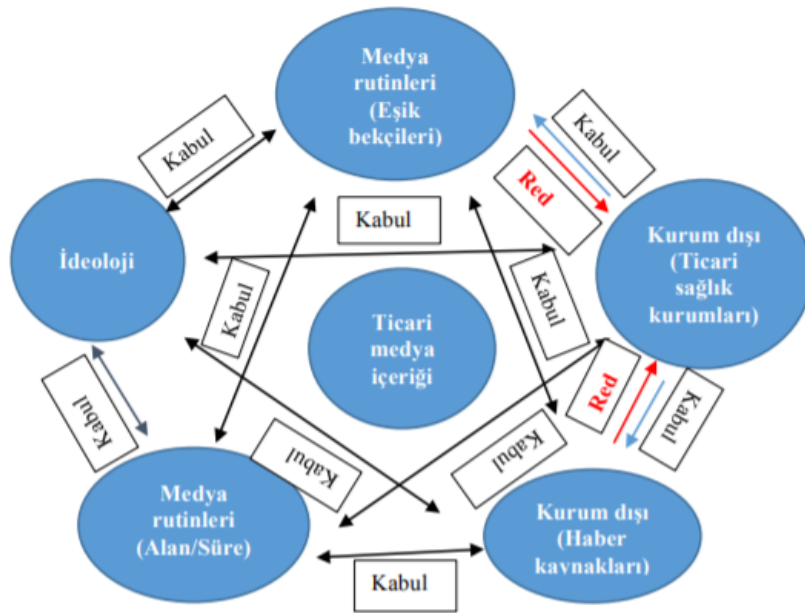 Medya
rutinleri
(Eşik
bekçileri)
Kabul
Kabul
Red
Kabul
İdeoloji
Kurum dışı
(Ticari
sağlık
kurumları)
Kabul
Kabul
Ticari
medya
içeriği
Kabul
Red
Kabul
Kabul
Kabul
Medya
rutinleri
(Alan/Süre)
Kurum dışı
(Haber
kaynakları)
Kabul